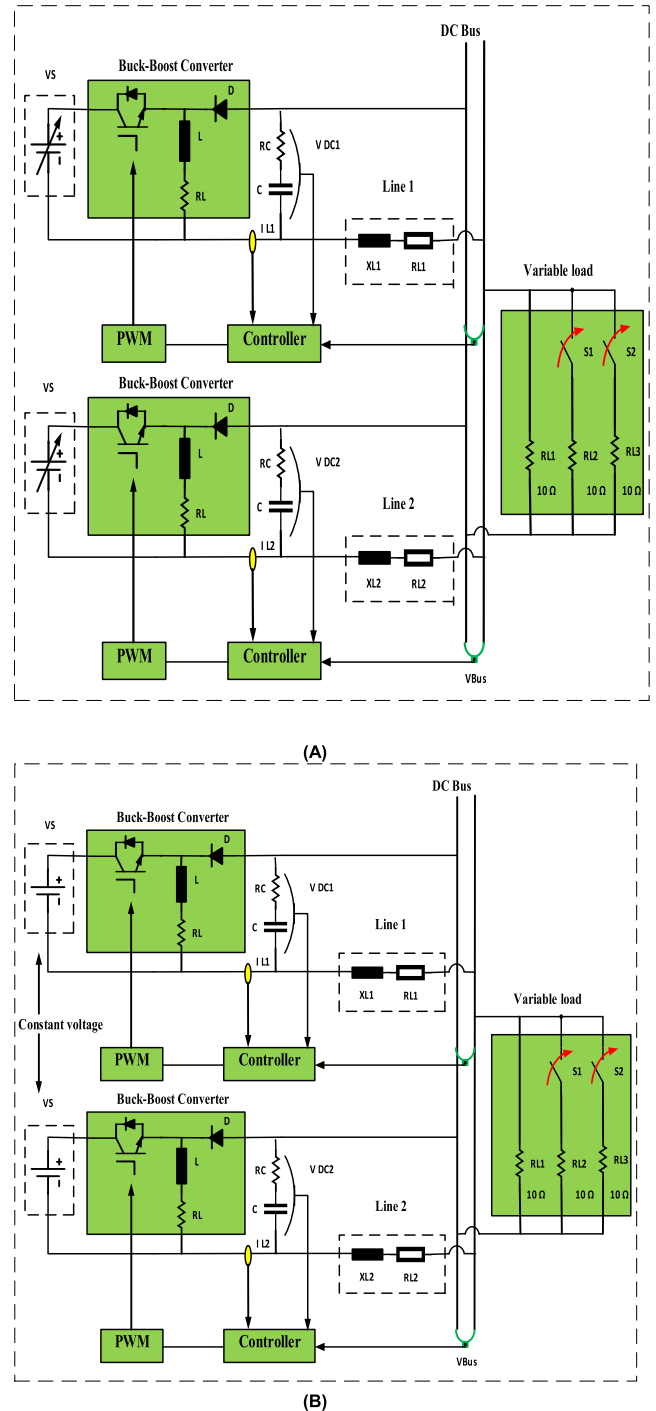 DC Bus
Buck-Boost Converter
VS
D
+
-
L
RL
RC
C
V DC1
I L1
Line 1
XL1
RL1
PWM
Controller
Variable load
S1
S2
RL1
RL2
RL3
10 Ω
10 Ω
10 Ω
Buck-Boost Converter
VS
D
+
-
L
RL
RC
C
V DC2
I L2
Line 2
XL2
RL2
PWM
Controller
VBus
(A)
DC Bus
Buck-Boost Converter
VS
D
+
-
L
RL
RC
C
V DC1
I L1
Line 1
XL1
RL1
Constant voltage
PWM
Controller
Variable load
S1
S2
RL1
RL2
RL3
10 Ω
10 Ω
10 Ω
Buck-Boost Converter
VS
D
+
-
L
RL
RC
C
V DC2
I L2
Line 2
XL2
RL2
PWM
Controller
VBus
(B)